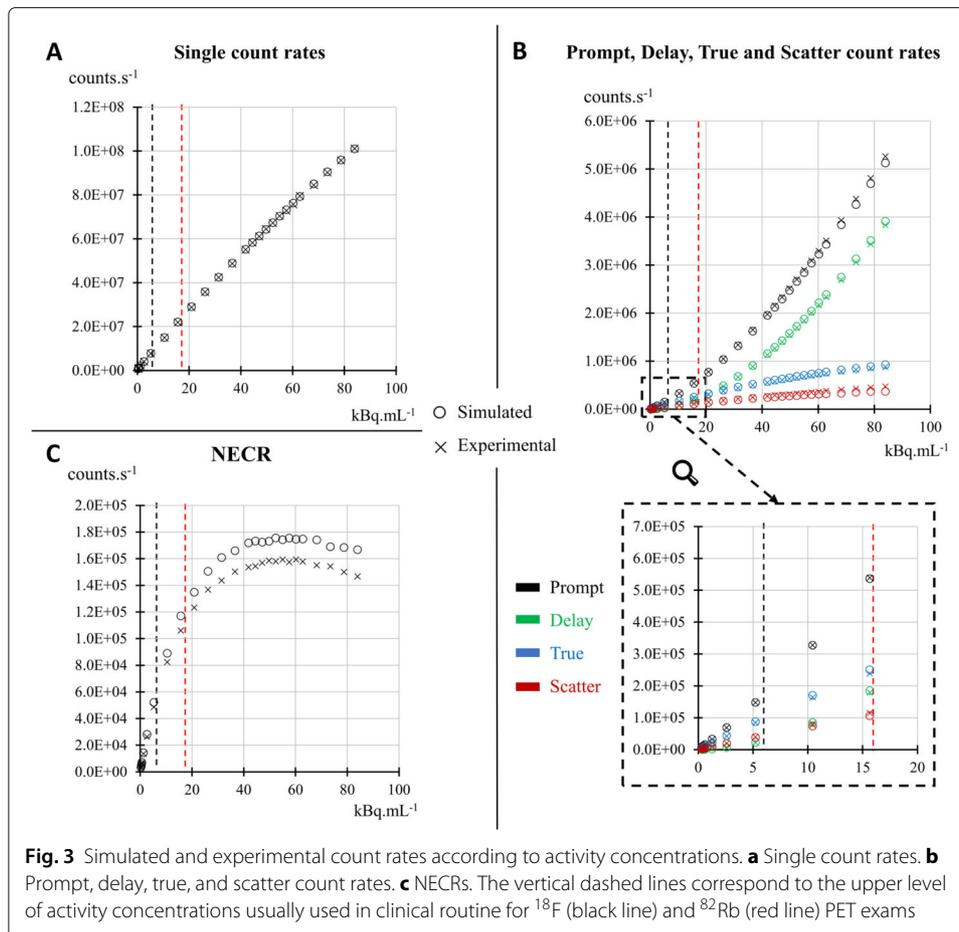 A
Single count rates
counts.s⁻¹
1.2E+08
1.0E+08
8.0E+07
6.0E+07
4.0E+07
2.0E+07
0.0E+00
0 20 40 60 80 100
kBq.mL⁻¹
B
Prompt, Delay, True and Scatter count rates
counts.s⁻¹
6.0E+06
5.0E+06
4.0E+06
3.0E+06
2.0E+06
1.0E+06
0.0E+00
0 20 40 60 80 100
kBq.mL⁻¹
Simulated
Experimental
C
NECR
counts.s⁻¹
2.0E+05
1.8E+05
1.6E+05
1.4E+05
1.2E+05
1.0E+05
8.0E+04
6.0E+04
4.0E+04
2.0E+04
0.0E+00
0 20 40 60 80 100
kBq.mL⁻¹
Prompt
Delay
True
Scatter
7.0E+05
6.0E+05
5.0E+05
4.0E+05
3.0E+05
2.0E+05
1.0E+05
0.0E+00
0 5 10 15 20
Fig. 3 Simulated and experimental count rates according to activity concentrations. a Single count rates. b
Prompt, delay, true, and scatter count rates. c NECRs. The vertical dashed lines correspond to the upper level
of activity concentrations usually used in clinical routine for ¹⁸F (black line) and ⁸²Rb (red line) PET exams